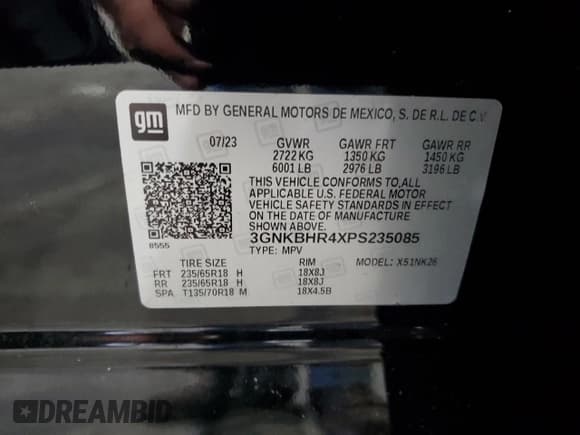 gm
MFD BY GENERAL MOTORS DE MEXICO, S. DE R.L. DE C.V.
07/23 GVWR GAWR FRT GAWR RR
2722 KG 1350 KG 1450 KG
6001 LB 2976 LB 3196 LB
THIS VEHICLE CONFORMS TO ALL
APPLICABLE U.S. FEDERAL MOTOR
VEHICLE SAFETY STANDARDS IN EFFECT
ON THE DATE OF MANUFACTURE
SHOWN ABOVE.
3GNKBHR4XPS235085
8555 TYPE: MPV MODEL: X51NK26
TIRE SIZE RIM
FRT 235/65R18 H 18X8J
RR 235/65R18 H 18X8J
SPA T135/70R18 M 18X4.5B
DREAMBID